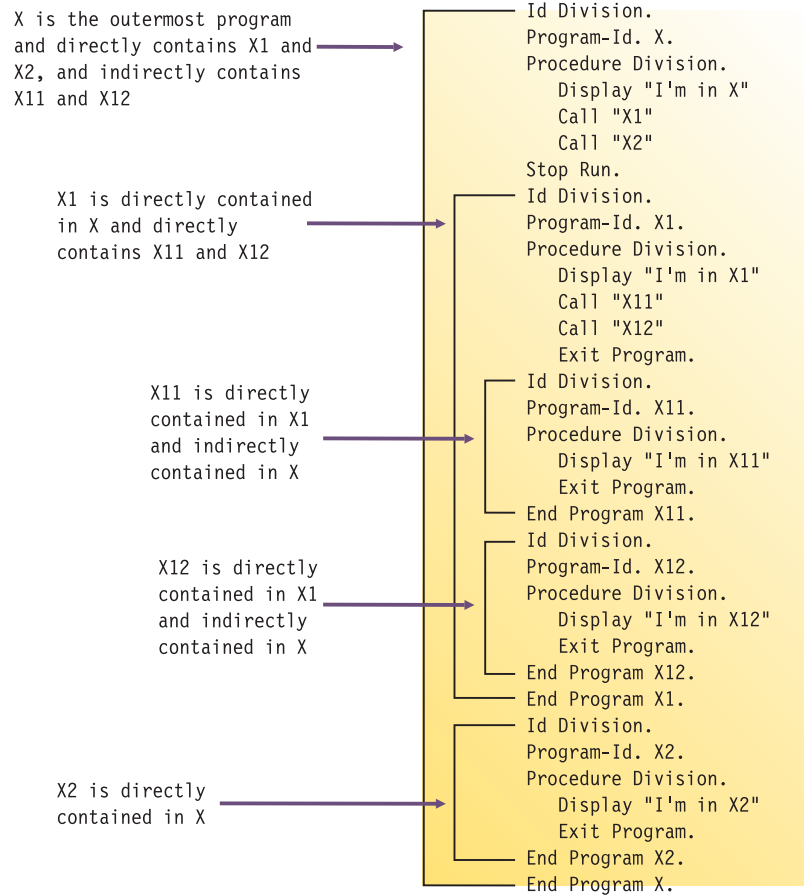 X is the outermost program
and directly contains X1 and
X2, and indirectly contains
X11 and X12
X1 is directly contained
in X and directly
contains X11 and X12
X11 is directly
contained in X1
and indirectly
contained in X
X12 is directly
contained in X1
and indirectly
contained in X
X2 is directly
contained in X
Id Division.
Program-Id. X.
Procedure Division.
Display "I'm in X"
Call "X1"
Call "X2"
Stop Run.
Id Division.
Program-Id. X1.
Procedure Division.
Display "I'm in X1"
Call "X11"
Call "X12"
Exit Program.
Id Division.
Program-Id. X11.
Procedure Division.
Display "I'm in X11"
Exit Program.
End Program X11.
Id Division.
Program-Id. X12.
Procedure Division.
Display "I'm in X12"
Exit Program.
End Program X12.
End Program X1.
Id Division.
Program-Id. X2.
Procedure Division.
Display "I'm in X2"
Exit Program.
End Program X2.
End Program X.